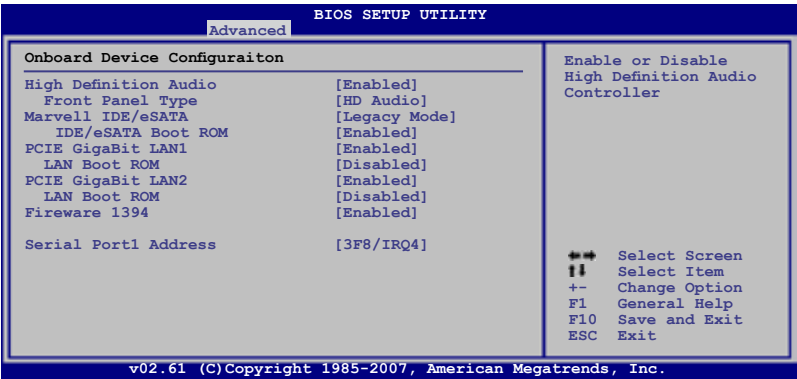 BIOS SETUP UTILITY
Advanced
Onboard Device Configuraiton
High Definition Audio [Enabled]
Front Panel Type [HD Audio]
Marvell IDE/eSATA [Legacy Mode]
IDE/eSATA Boot ROM [Enabled]
PCIE GigaBit LAN1 [Enabled]
LAN Boot ROM [Disabled]
PCIE GigaBit LAN2 [Enabled]
LAN Boot ROM [Disabled]
Fireware 1394 [Enabled]
Serial Port1 Address [3F8/IRQ4]
Enable or Disable
High Definition Audio
Controller
←→ Select Screen
↑↓ Select Item
+- Change Option
F1 General Help
F10 Save and Exit
ESC Exit
v02.61 (C)Copyright 1985-2007, American Megatrends, Inc.